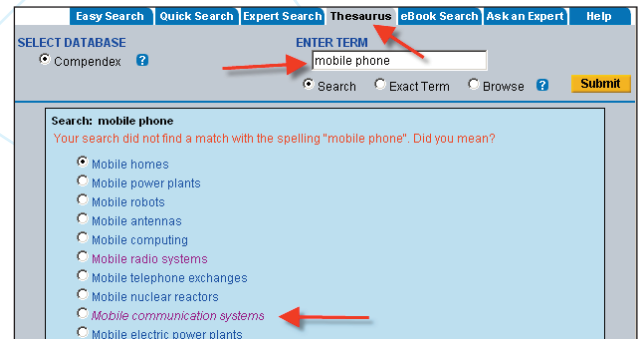 Easy Search Quick Search Expert Search Thesaurus eBook Search Ask an Expert Help
SELECT DATABASE ENTER TERM
Compendex ? mobile phone
Search Exact Term Browse ? Submit
Search: mobile phone
Your search did not find a match with the spelling "mobile phone". Did you mean?
Mobile homes
Mobile power plants
Mobile robots
Mobile antennas
Mobile computing
Mobile radio systems
Mobile telephone exchanges
Mobile nuclear reactors
Mobile communication systems
Mobile electric power plants